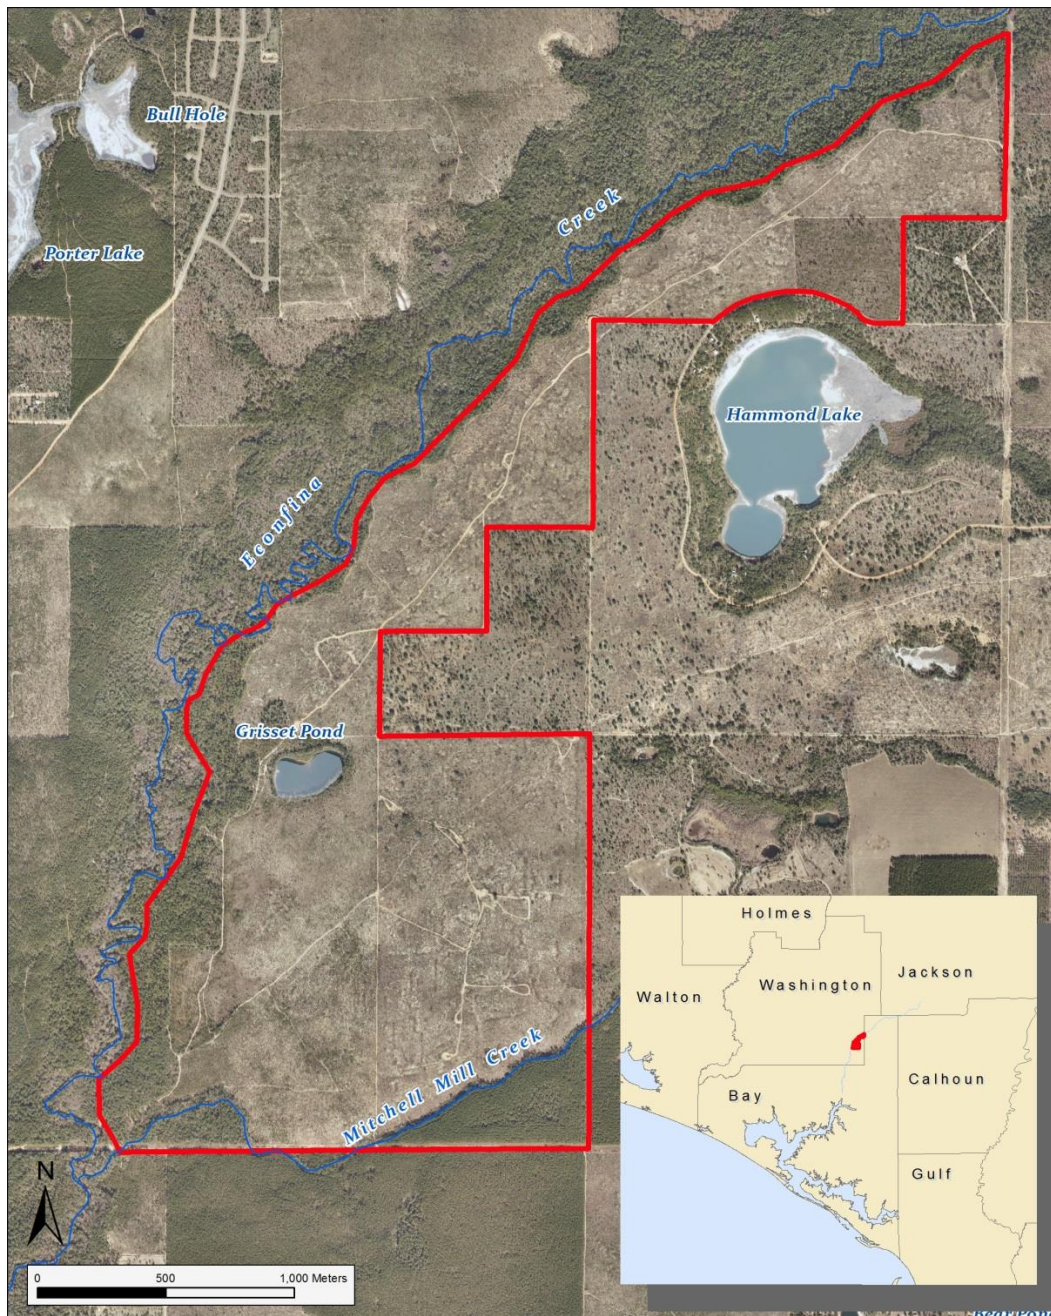 Bull Hole
Porter Lake
Creek
Hammond Lake
Econfina
Grisset Pond
Mitchell Mill Creek
Holmes
Jackson
Washington
Walton
Calhoun
Bay
Gulf
N
0 500 1,000 Meters